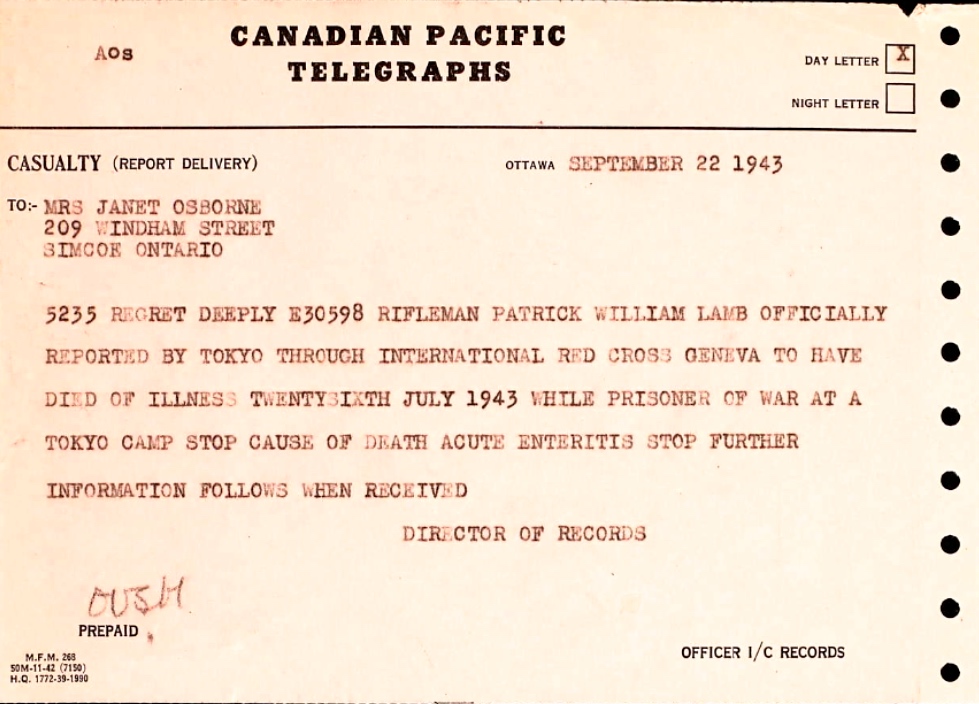 AOS
CANADIAN PACIFIC
TELEGRAPHS
DAY LETTER X
NIGHT LETTER
CASUALTY (REPORT DELIVERY)
OTTAWA SEPTEMBER 22 1943
TO:- MRS JANET OSBORNE
209 WINDHAM STREET
SIMCOE ONTARIO
5235 REGRET DEEPLY E30598 RIFLEMAN PATRICK WILLIAM LAMB OFFICIALLY
REPORTED BY TOKYO THROUGH INTERNATIONAL RED CROSS GENEVA TO HAVE
DIED OF ILLNESS TWENTYSIXTH JULY 1943 WHILE PRISONER OF WAR AT A
TOKYO CAMP STOP CAUSE OF DEATH ACUTE ENTERITIS STOP FURTHER
INFORMATION FOLLOWS WHEN RECEIVED
DIRECTOR OF RECORDS
PREPAID
M.F.M. 268
50M-11-42 (7150)
H.Q. 1772-39-1990
OFFICER I/C RECORDS